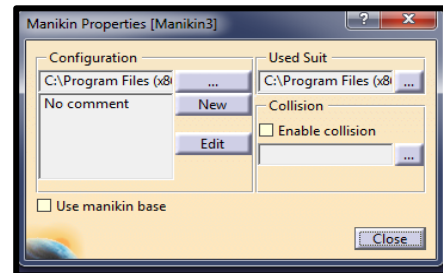 Manikin Properties [Manikin3]
?
X
Configuration
C:\Program Files (x8
...
No comment
New
Edit
Used Suit
C:\Program Files (x8
...
Collision
Enable collision
...
Use manikin base
Close